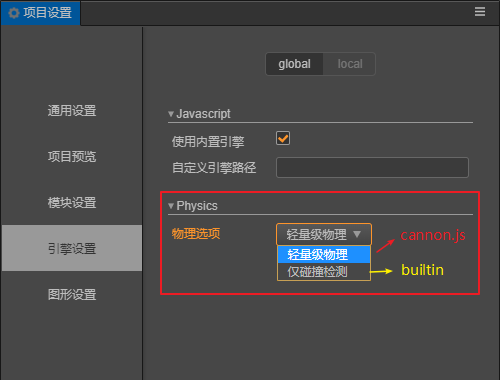 项目设置
global local
通用设置
项目预览
模块设置
引擎设置
图形设置
Javascript
使用内置引擎
自定义引擎路径
Physics
物理选项 轻量级物理
轻量级物理 cannon.js
仅碰撞检测 builtin